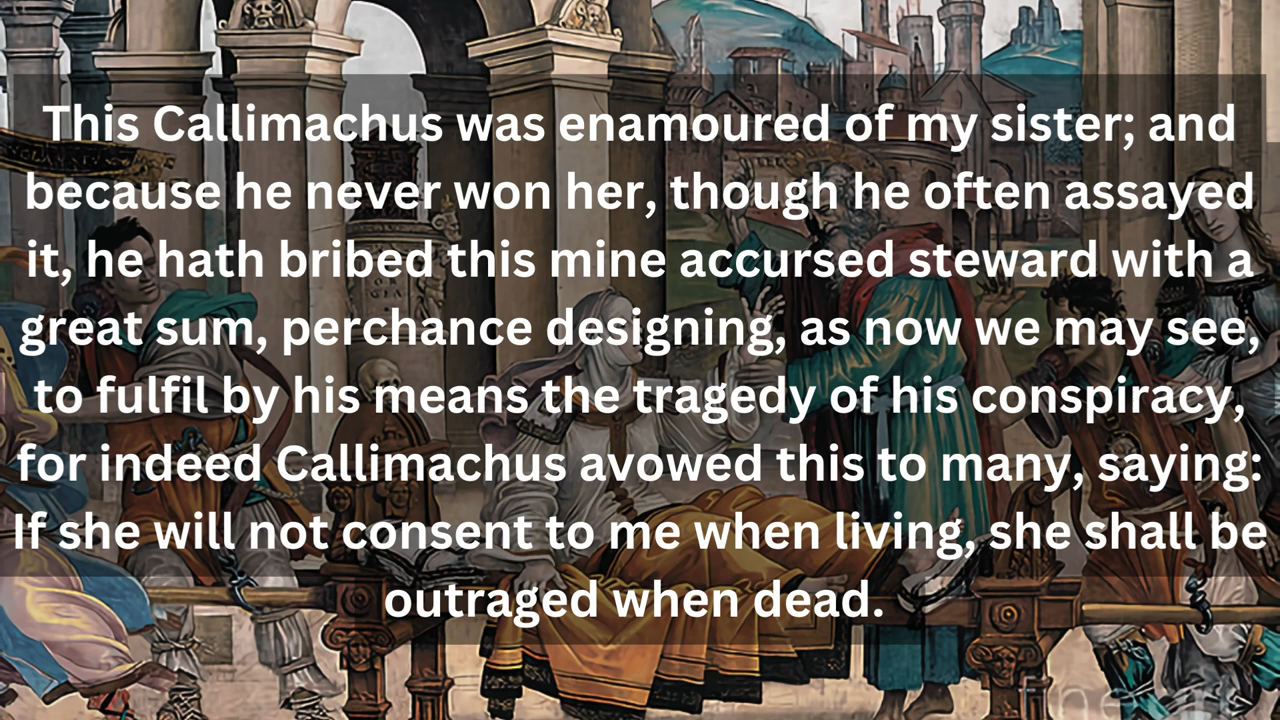 This Callimachus was enamoured of my sister; and
because he never won her, though he often assayed
it, he hath bribed this mine accursed steward with a
great sum, perchance designing, as now we may see,
to fulfil by his means the tragedy of his conspiracy,
for indeed Callimachus avowed this to many, saying:
If she will not consent to me when living, she shall be
outraged when dead.